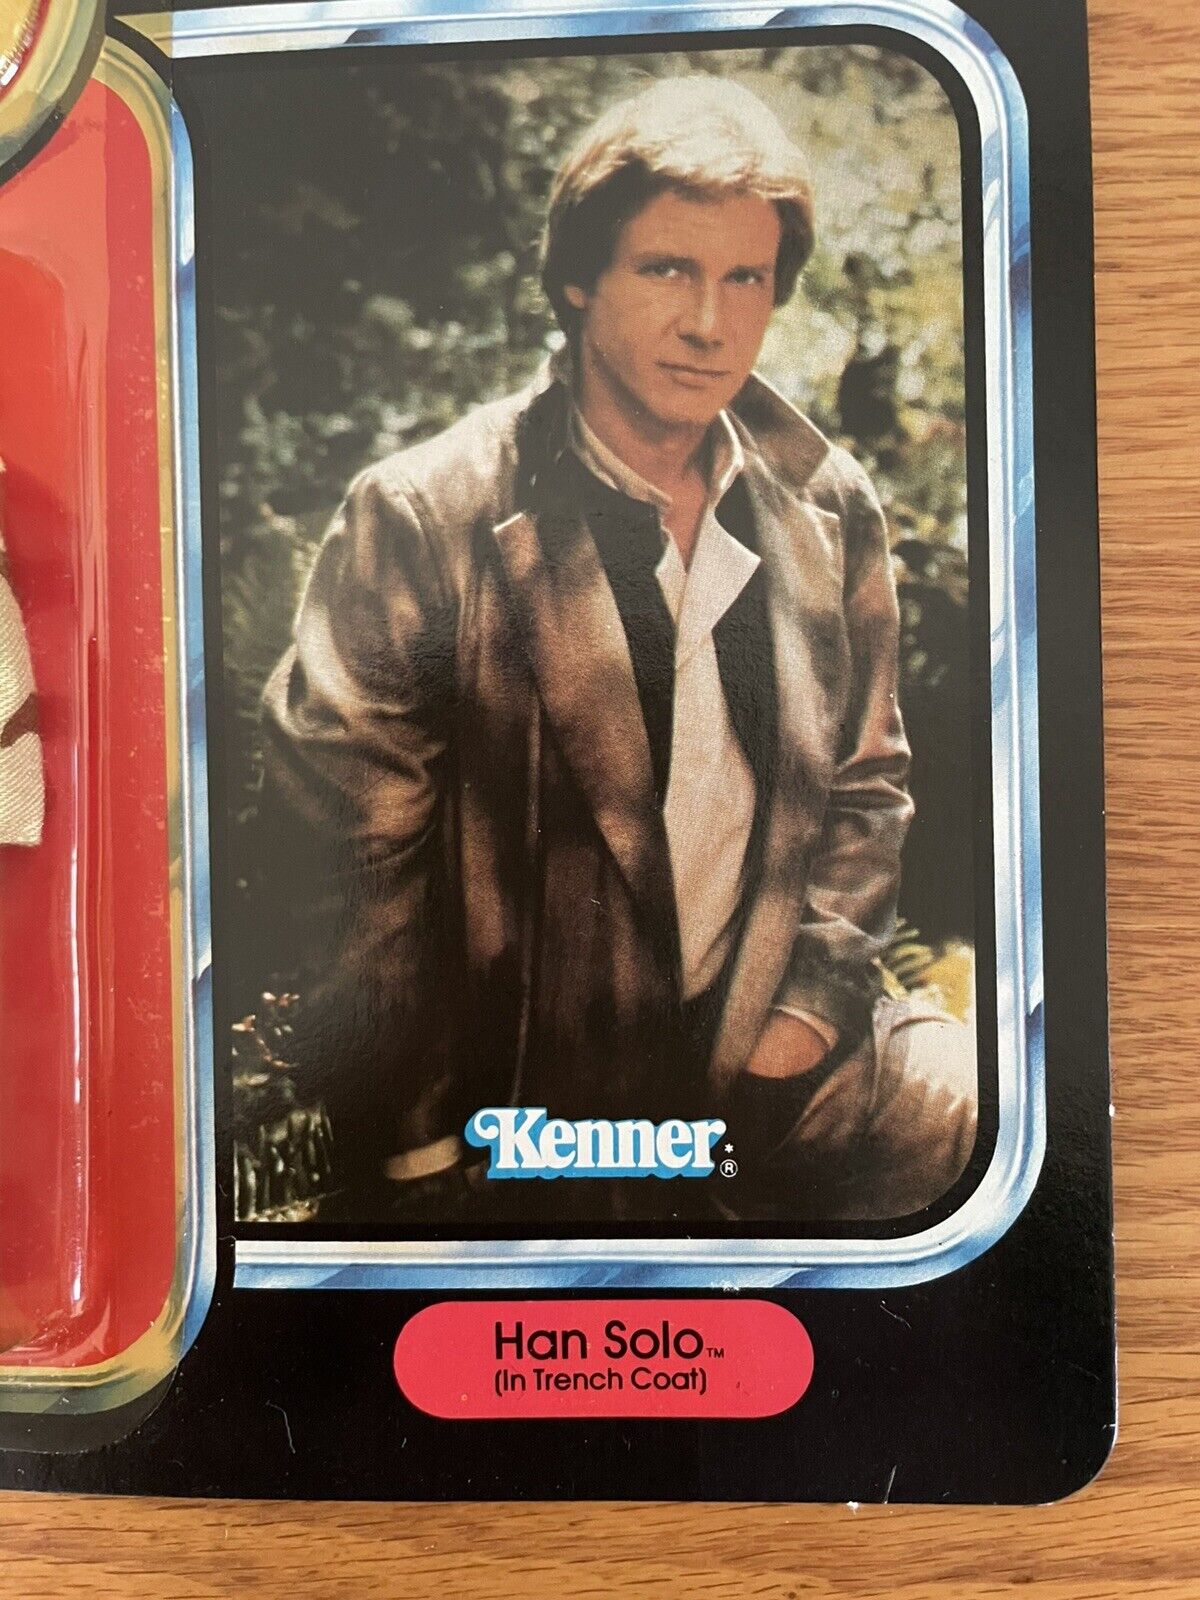 Kenner*®
Han Solo™
(In Trench Coat)